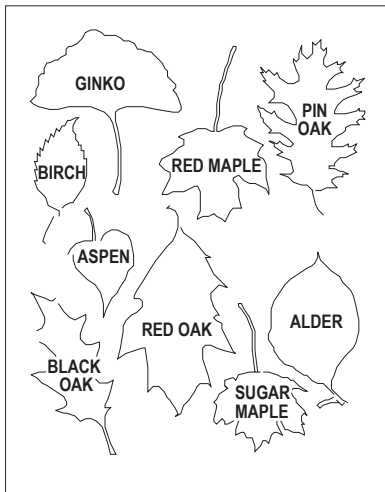 GINKO
PIN
OAK
RED MAPLE
BIRCH
ASPEN
RED OAK
ALDER
BLACK
OAK
SUGAR
MAPLE